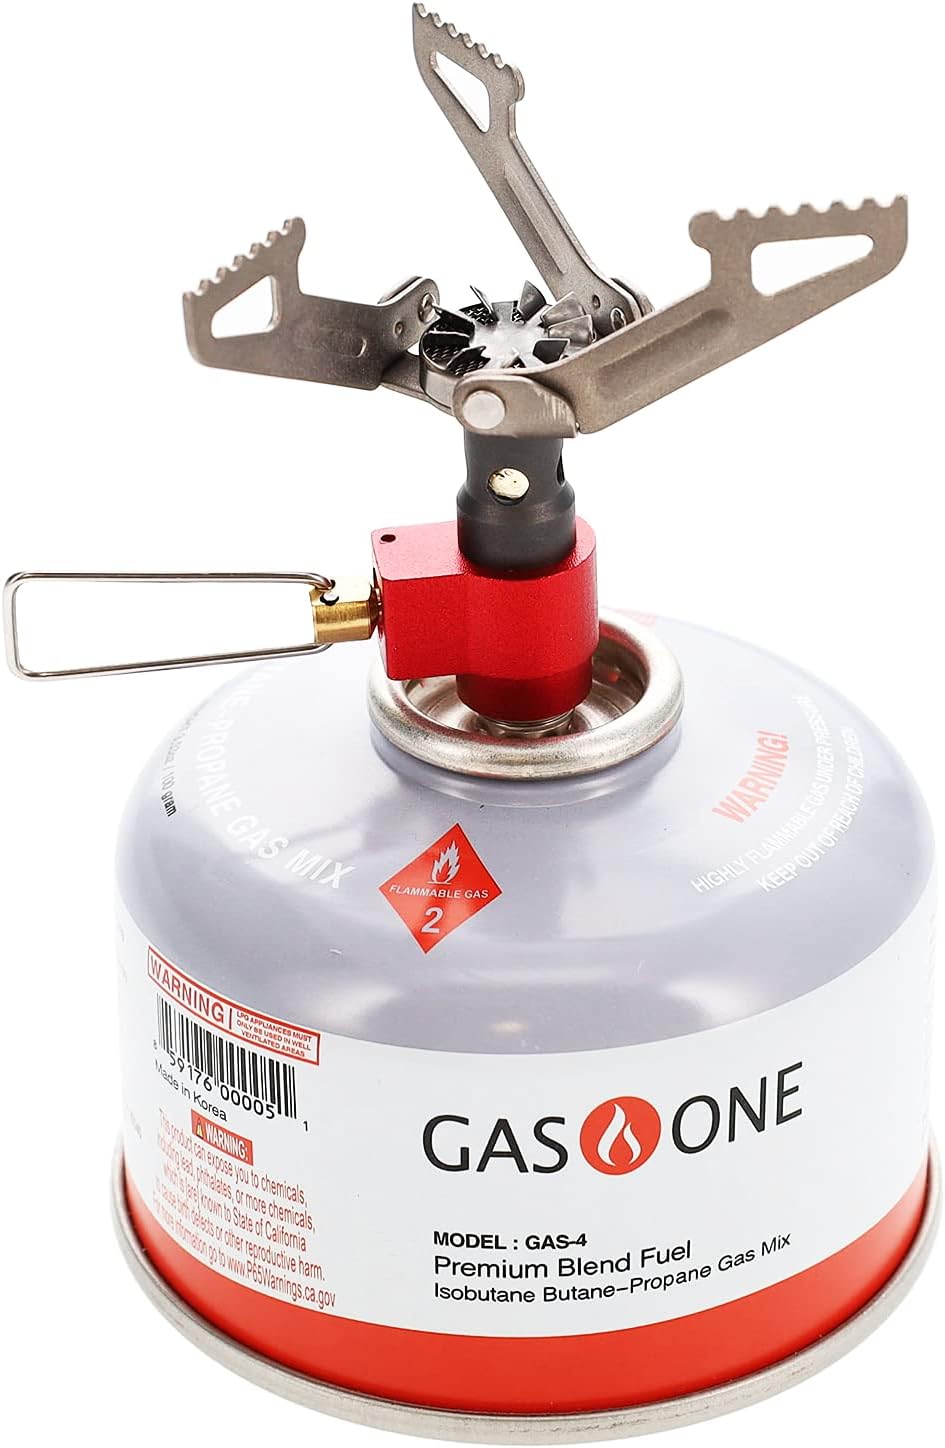 ANE-PROPANE GAS MIX
100 gram
WARNING!
HIGHLY FLAMMABLE GAS UNDER PRESSURE
KEEP OUT OF REACH OF CHILDREN
FLAMMABLE GAS
2
WARNING
LPG APPLIANCES MUST
ONLY BE USED IN WELL
VENTILATED AREAS
8 59176 00005 1
Made in Korea
WARNING:
This product can expose you to chemicals,
including lead, phthalates, or more chemicals,
which is [are] known to State of California
to cause birth defects or other reproductive harm.
For more information go to www.P65Warnings.ca.gov
GAS ONE
MODEL : GAS-4
Premium Blend Fuel
Isobutane Butane-Propane Gas Mix